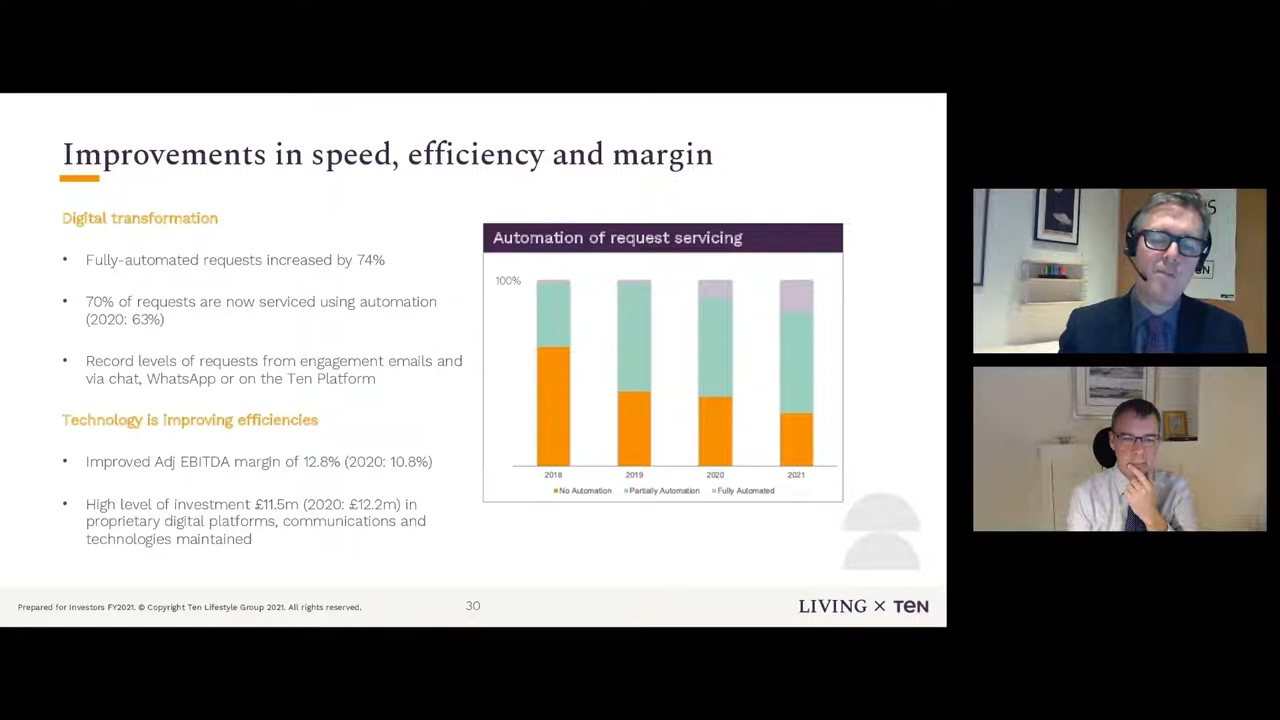 Improvements in speed, efficiency and margin
Digital transformation
• Fully-automated requests increased by 74%
• 70% of requests are now serviced using automation
(2020: 63%)
• Record levels of requests from engagement emails and
via chat, WhatsApp or on the Ten Platform
Technology is improving efficiencies
• Improved Adj EBITDA margin of 12.8% (2020: 10.8%)
• High level of investment £11.5m (2020: £12.2m) in
proprietary digital platforms, communications and
technologies maintained
Automation of request servicing
100%
2018 2019 2020 2021
No Automation Partially Automation Fully Automated
Prepared for Investors FY2021. © Copyright Ten Lifestyle Group 2021. All rights reserved.
30
LIVING × TEN